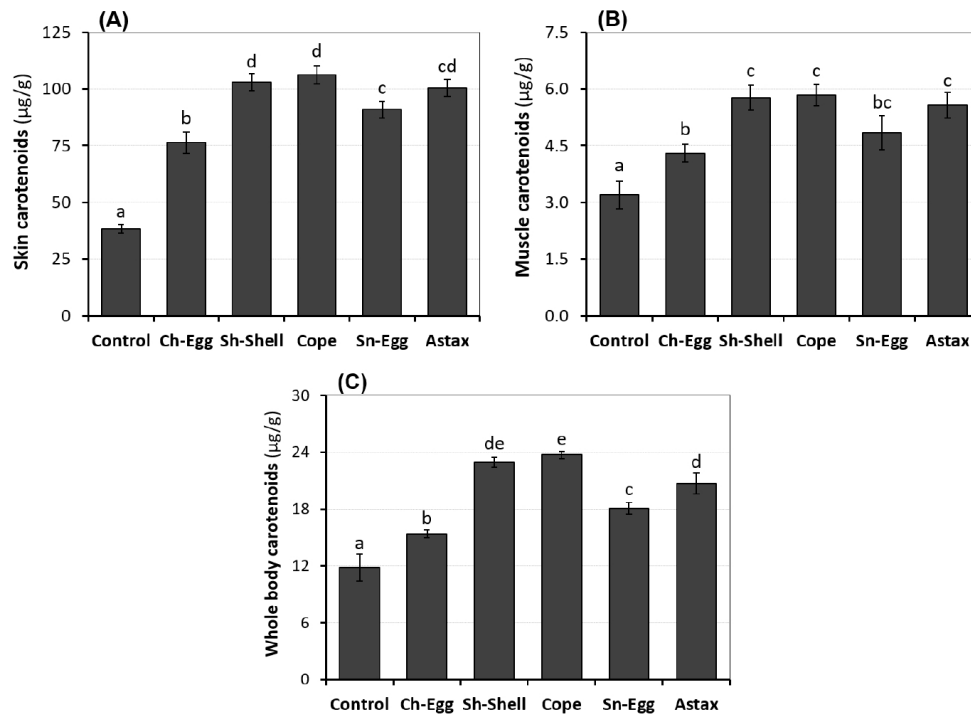 (A)
Skin carotenoids (µg/g)
125
100
75
50
25
0
a
b
d
d
c
cd
Control Ch-Egg Sh-Shell Cope Sn-Egg Astax
(B)
Muscle carotenoids (µg/g)
7.5
6.0
4.5
3.0
1.5
0.0
a
b
c
c
bc
c
Control Ch-Egg Sh-Shell Cope Sn-Egg Astax
(C)
Whole body carotenoids (µg/g)
30
24
18
12
6
0
a
b
de
e
c
d
Control Ch-Egg Sh-Shell Cope Sn-Egg Astax